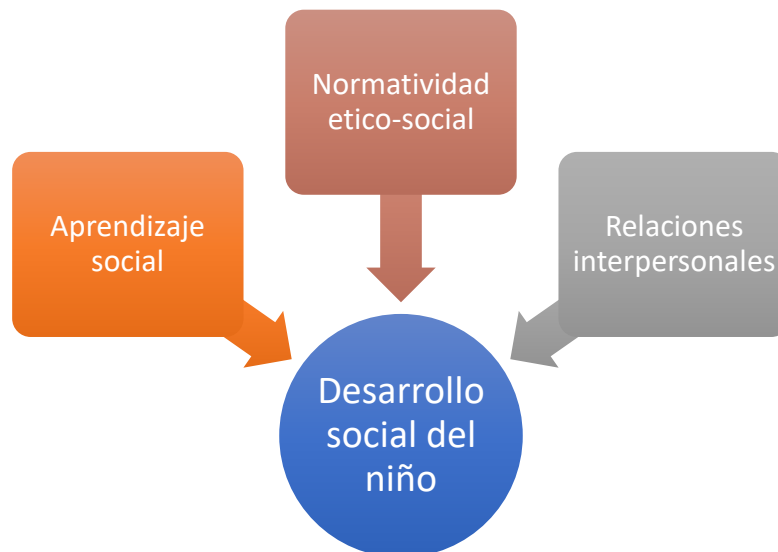 Normatividad
etico-social
Aprendizaje
social
Relaciones
interpersonales
Desarrollo
social del
niño